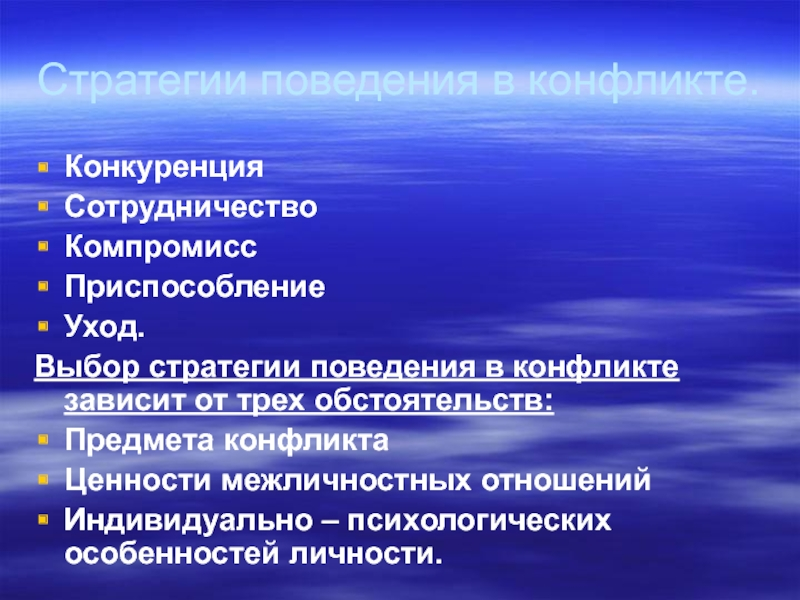 Стратегии поведения в конфликте.
Конкуренция
Сотрудничество
Компромисс
Приспособление
Уход.
Выбор стратегии поведения в конфликте
зависит от трех обстоятельств:
Предмета конфликта
Ценности межличностных отношений
Индивидуально – психологических
особенностей личности.